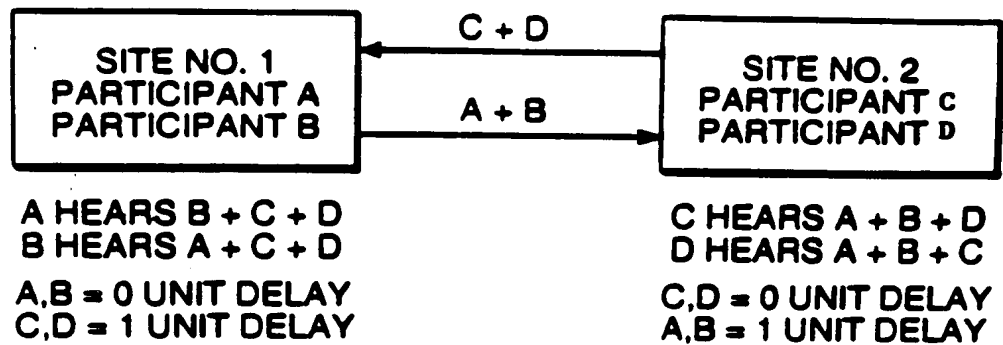 C + D
SITE NO. 1
PARTICIPANT A
PARTICIPANT B
A + B
SITE NO. 2
PARTICIPANT C
PARTICIPANT D
A HEARS B + C + D
B HEARS A + C + D
A,B = 0 UNIT DELAY
C,D = 1 UNIT DELAY
C HEARS A + B + D
D HEARS A + B + C
C,D = 0 UNIT DELAY
A,B = 1 UNIT DELAY